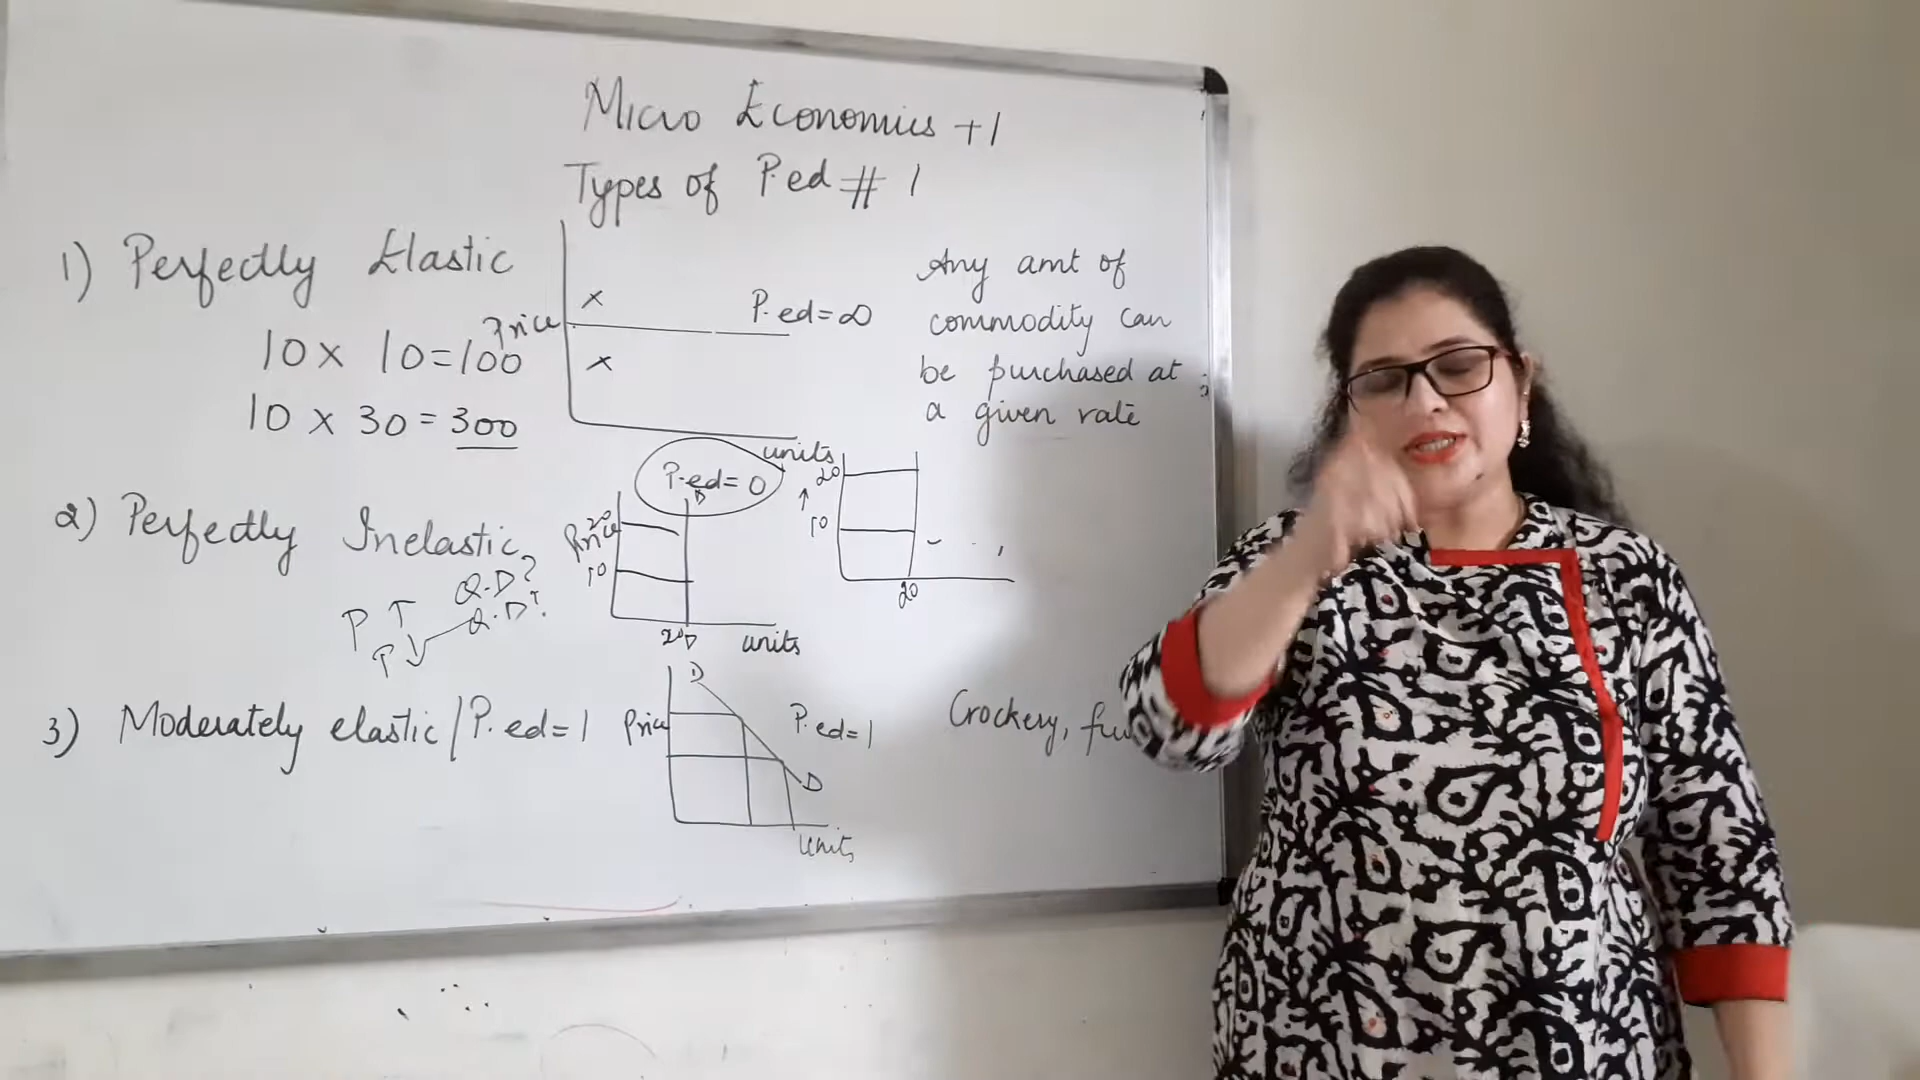 Micro Economics +1
Types of P.ed # 1
1) Perfectly Elastic
10 x 10 = 100
10 x 30 = 300
Price
x
x
P.ed = ∞
units
Any amt of
commodity can
be purchased at
a given rate
2) Perfectly Inelastic
P ↑ Q.D?
P ↓ Q.D?
P.ed = 0
D
Price
20
10
20 D
units
20
↑
10
20
3) Moderately elastic / P.ed = 1
Price
D
D
units
P.ed = 1
Crockery,